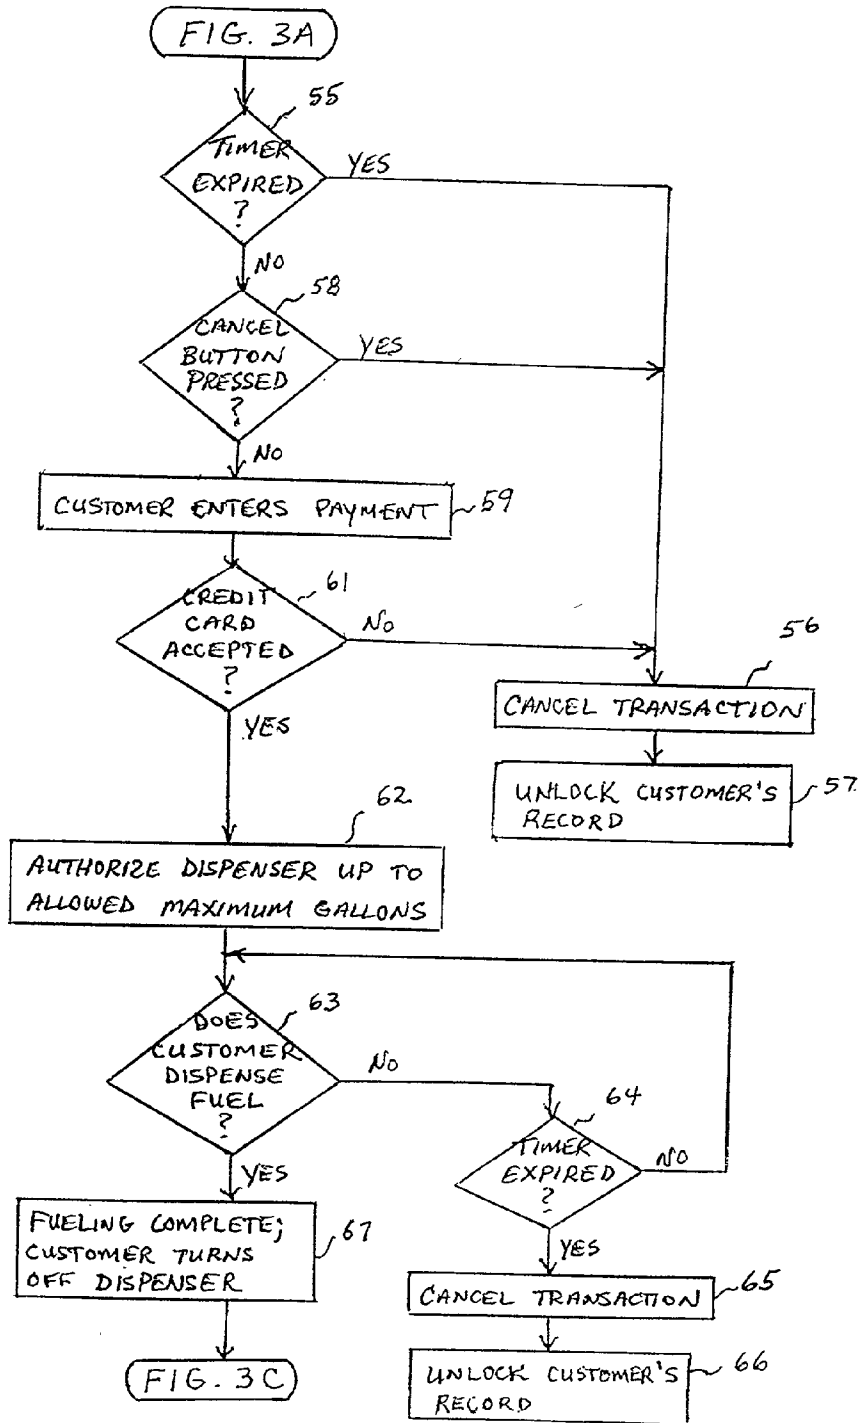 FIG. 3A
55
TIMER
EXPIRED
?
YES
NO
58
CANCEL
BUTTON
PRESSED
?
YES
NO
CUSTOMER ENTERS PAYMENT
59
61
CREDIT
CARD
ACCEPTED
?
NO
YES
56
CANCEL TRANSACTION
UNLOCK CUSTOMER'S
RECORD
57
62
AUTHORIZE DISPENSER UP TO
ALLOWED MAXIMUM GALLONS
63
DOES
CUSTOMER
DISPENSE
FUEL
?
NO
YES
64
TIMER
EXPIRED
?
NO
YES
FUELING COMPLETE;
CUSTOMER TURNS
OFF DISPENSER
67
CANCEL TRANSACTION
65
UNLOCK CUSTOMER'S
RECORD
66
FIG. 3C